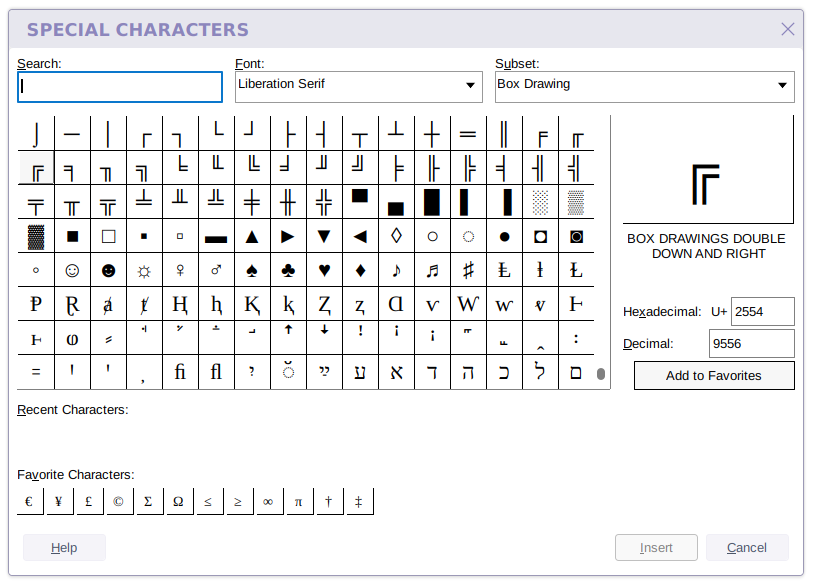 SPECIAL CHARACTERS
Search: Font: Subset:
Liberation Serif Box Drawing
⌡ ─ │ ┌ ┐ └ ┘ ├ ┤ ┬ ┴ ┼ ═ ║ ╒ ╓
╔ ╕ ╖ ╗ ╘ ╙ ╚ ╛ ╜ ╝ ╞ ╟ ╠ ╡ ╢ ╣
╤ ╥ ╦ ╧ ╨ ╩ ╪ ╫ ╬ ▀ ▄ █ ▌ ▐ ░ ▒
▓ ■ □ ▪ ▫ ▬ ▲ ► ▼ ◄ ◊ ○ ◌ ● ◘ ◙
◦ ☺ ☻ ☼ ♀ ♂ ♠ ♣ ♥ ♦ ♪ ♬ ♯ Ⱡ ⱡ Ɫ
Ᵽ Ɽ ⱥ ⱦ Ⱨ ⱨ Ⱪ ⱪ Ⱬ ⱬ Ɑ ⱱ Ⱳ ⱳ ⱴ Ⱶ
ⱶ ⱷ ꜗ ꜝ ꜞ ꞉
꞊ ꞌ ﬁ ﬂ יִ ײַ ﬠ ﬡ ﬢ ﬣ ﬤ ﬥ ﬦ
╔
BOX DRAWINGS DOUBLE
DOWN AND RIGHT
Hexadecimal: U+ 2554
Decimal: 9556
Add to Favorites
Recent Characters:
Favorite Characters:
€ ¥ £ © Σ Ω ≤ ≥ ∞ π † ‡
Help Insert Cancel